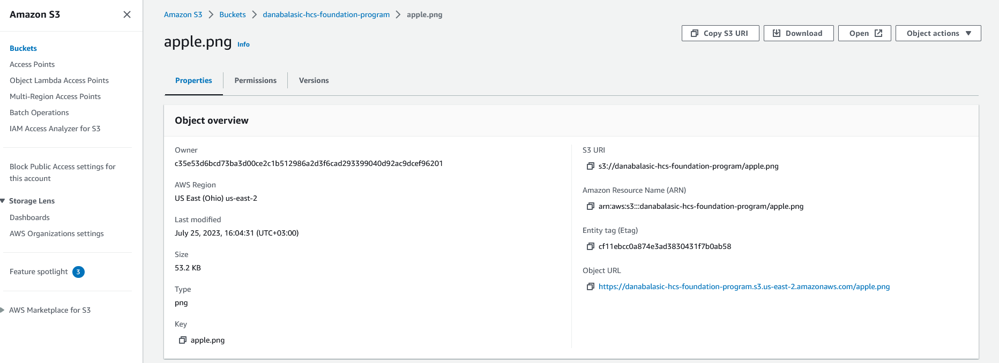 Amazon S3
Buckets
Access Points
Object Lambda Access Points
Multi-Region Access Points
Batch Operations
IAM Access Analyzer for S3
Block Public Access settings for
this account
Storage Lens
Dashboards
AWS Organizations settings
Feature spotlight 3
AWS Marketplace for S3
Amazon S3 Buckets danabalasic-hcs-foundation-program apple.png
apple.png Info
Copy S3 URI Download Open Object actions
Properties Permissions Versions
Object overview
Owner
c35e53d6bcd73ba3d00ce2c1b512986a2d3f6cad293399040d92ac9dcef96201
AWS Region
US East (Ohio) us-east-2
Last modified
July 25, 2023, 16:04:31 (UTC+03:00)
Size
53.2 KB
Type
png
Key
apple.png
S3 URI
s3://danabalasic-hcs-foundation-program/apple.png
Amazon Resource Name (ARN)
arn:aws:s3:::danabalasic-hcs-foundation-program/apple.png
Entity tag (Etag)
cf11ebcc0a874e3ad3830431f7b0ab58
Object URL
https://danabalasic-hcs-foundation-program.s3.us-east-2.amazonaws.com/apple.png